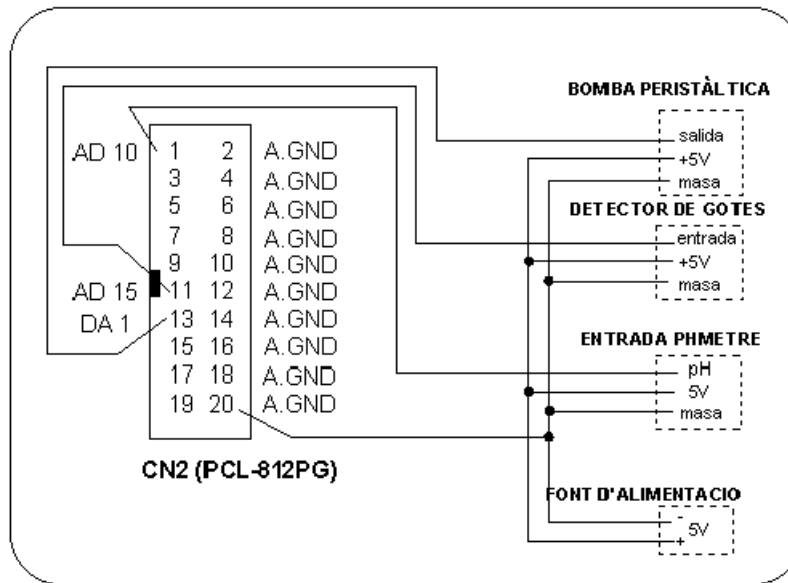 BOMBA PERISTÀLTICA
salida
+5V
masa
DETECTOR DE GOTES
entrada
+5V
masa
ENTRADA PHMETRE
pH
5V
masa
FONT D'ALIMENTACIO
-
5V
+
AD 10 1 2 A.GND
3 4 A.GND
5 6 A.GND
7 8 A.GND
9 10 A.GND
AD 15 11 12 A.GND
DA 1 13 14 A.GND
15 16 A.GND
17 18 A.GND
19 20 A.GND
CN2 (PCL-812PG)